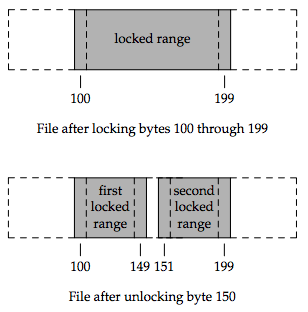 locked range
100 199
File after locking bytes 100 through 199
first second
locked locked
range range
100 149 151 199
File after unlocking byte 150